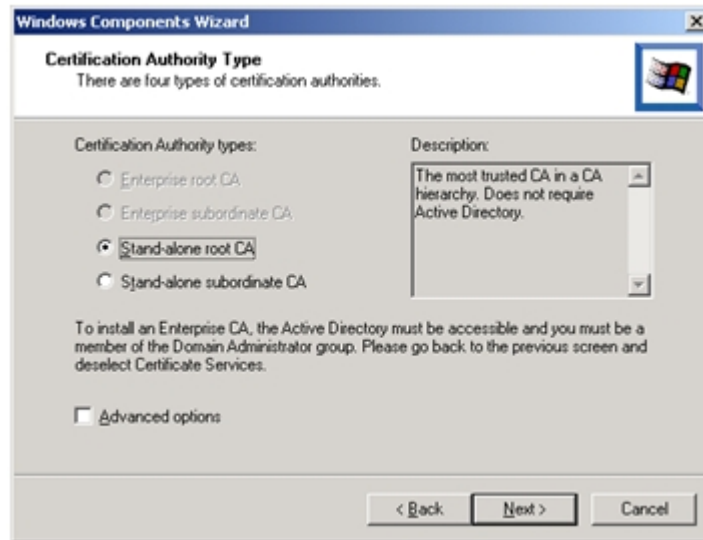 Windows Components Wizard
Certification Authority Type
There are four types of certification authorities.
Certification Authority types:
Enterprise root CA
Enterprise subordinate CA
Stand-alone root CA
Stand-alone subordinate CA
Description:
The most trusted CA in a CA
hierarchy. Does not require
Active Directory.
To install an Enterprise CA, the Active Directory must be accessible and you must be a
member of the Domain Administrator group. Please go back to the previous screen and
deselect Certificate Services.
Advanced options
< Back
Next >
Cancel